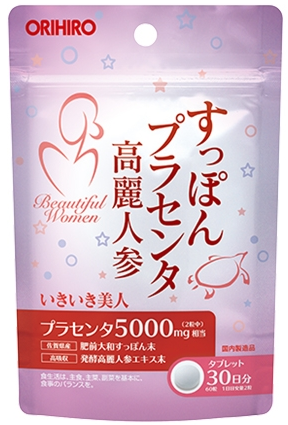 ORIHIRO
すっぽん
プラセンタ
高麗人参
Beautiful
Women
いきいき美人
プラセンタ5000mg相当(2粒中)
佐賀県産 肥前大和すっぽん末
高吸収 発酵高麗人参エキス末
国内製造品
タブレット
30日分
60粒 1日目安量2粒
食生活は、主食、主菜、副菜を基本に、
食事のバランスを。